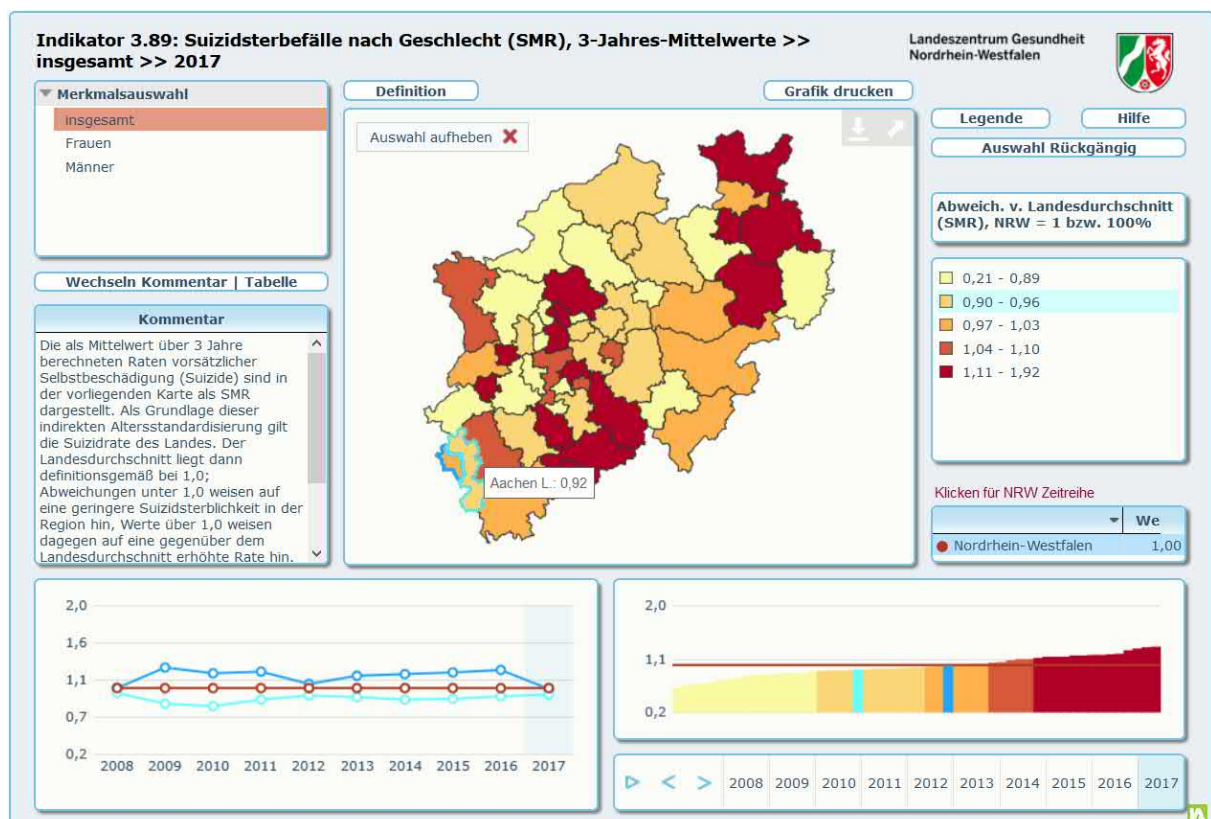 Indikator 3.89: Suizidsterbefälle nach Geschlecht (SMR), 3-Jahres-Mittelwerte >>
insgesamt >> 2017
Landeszentrum Gesundheit
Nordrhein-Westfalen
Merkmalsauswahl
insgesamt
Frauen
Männer
Definition
Grafik drucken
Auswahl aufheben
Legende
Hilfe
Auswahl Rückgängig
Abweich. v. Landesdurchschnitt
(SMR), NRW = 1 bzw. 100%
0,21 - 0,89
0,90 - 0,96
0,97 - 1,03
1,04 - 1,10
1,11 - 1,92
Wechseln Kommentar | Tabelle
Kommentar
Die als Mittelwert über 3 Jahre
berechneten Raten vorsätzlicher
Selbstbeschädigung (Suizide) sind in
der vorliegenden Karte als SMR
dargestellt. Als Grundlage dieser
indirekten Altersstandardisierung gilt
die Suizidrate des Landes. Der
Landesdurchschnitt liegt dann
definitionsgemäß bei 1,0;
Abweichungen unter 1,0 weisen auf
eine geringere Suizidsterblichkeit in der
Region hin, Werte über 1,0 weisen
dagegen auf eine gegenüber dem
Landesdurchschnitt erhöhte Rate hin.
Aachen L.: 0,92
Klicken für NRW Zeitreihe
We
Nordrhein-Westfalen 1,00
2,0
1,6
1,1
0,7
0,2
2008 2009 2010 2011 2012 2013 2014 2015 2016 2017
2,0
1,1
0,2
2008 2009 2010 2011 2012 2013 2014 2015 2016 2017